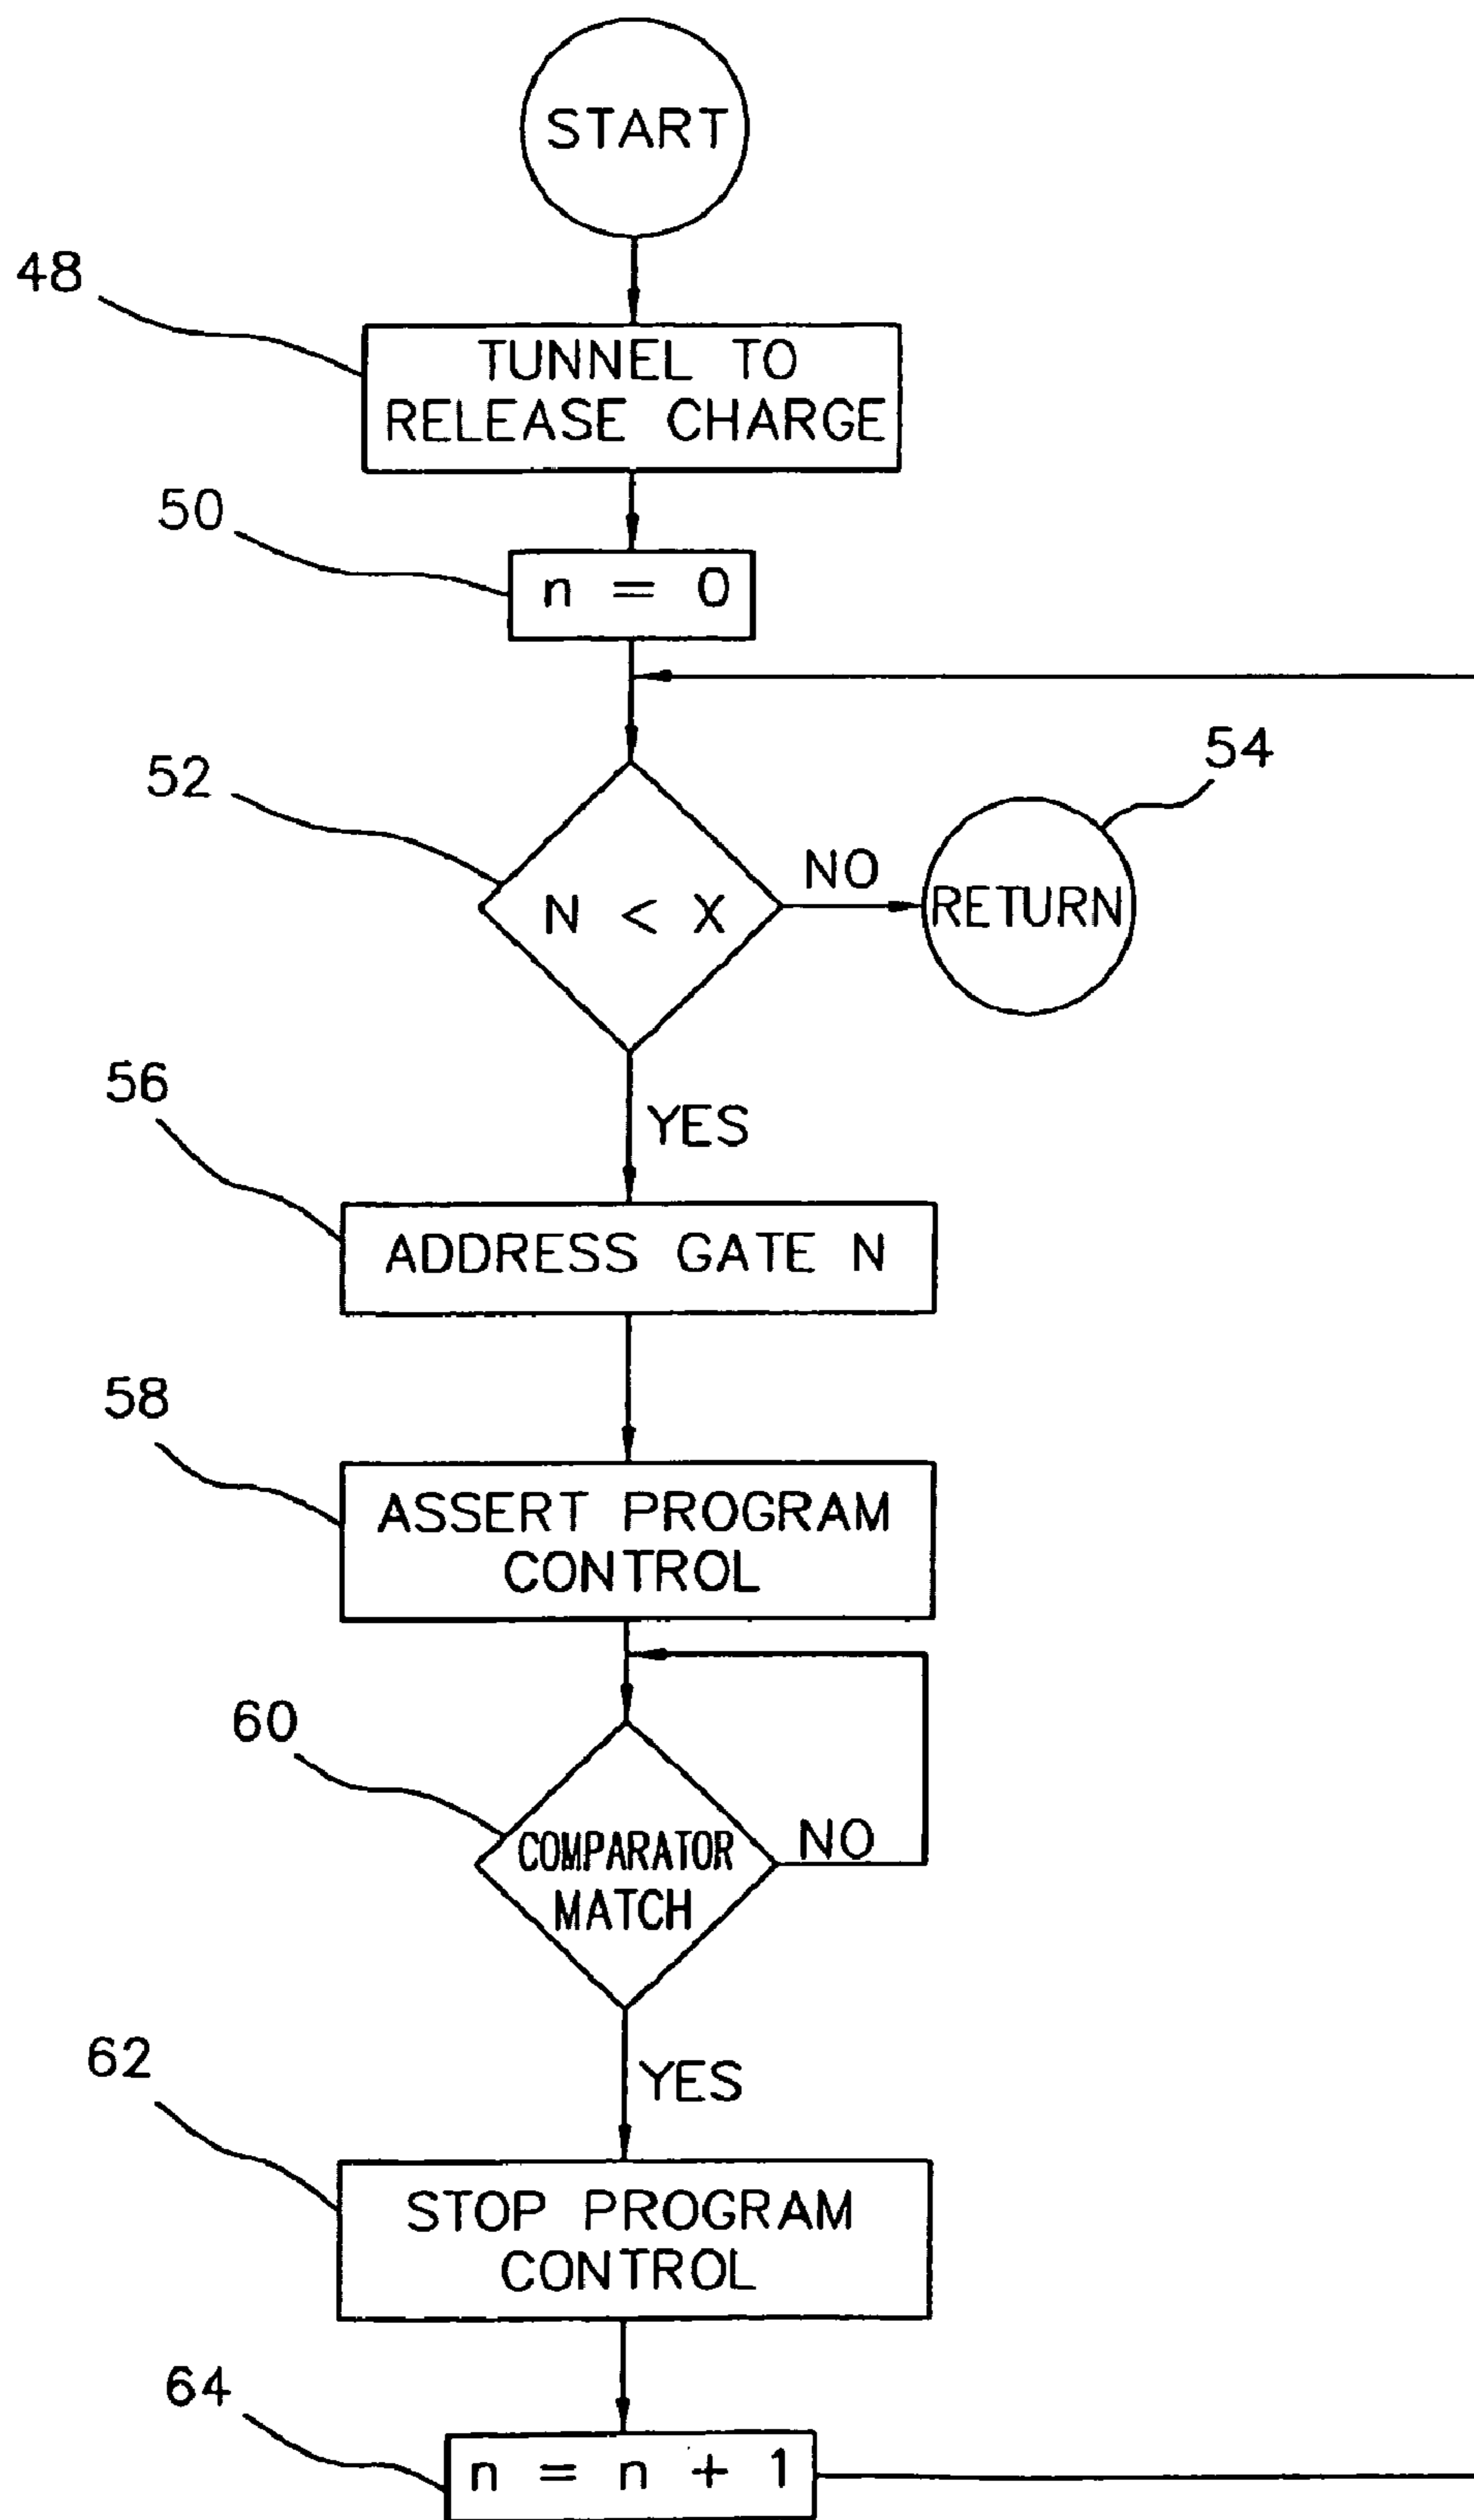 START
48
TUNNEL TO
RELEASE CHARGE
50
n = 0
52
54
N < X
NO
RETURN
56
YES
ADDRESS GATE N
58
ASSERT PROGRAM
CONTROL
60
COMPARATOR
MATCH
NO
62
YES
STOP PROGRAM
CONTROL
64
n = n + 1